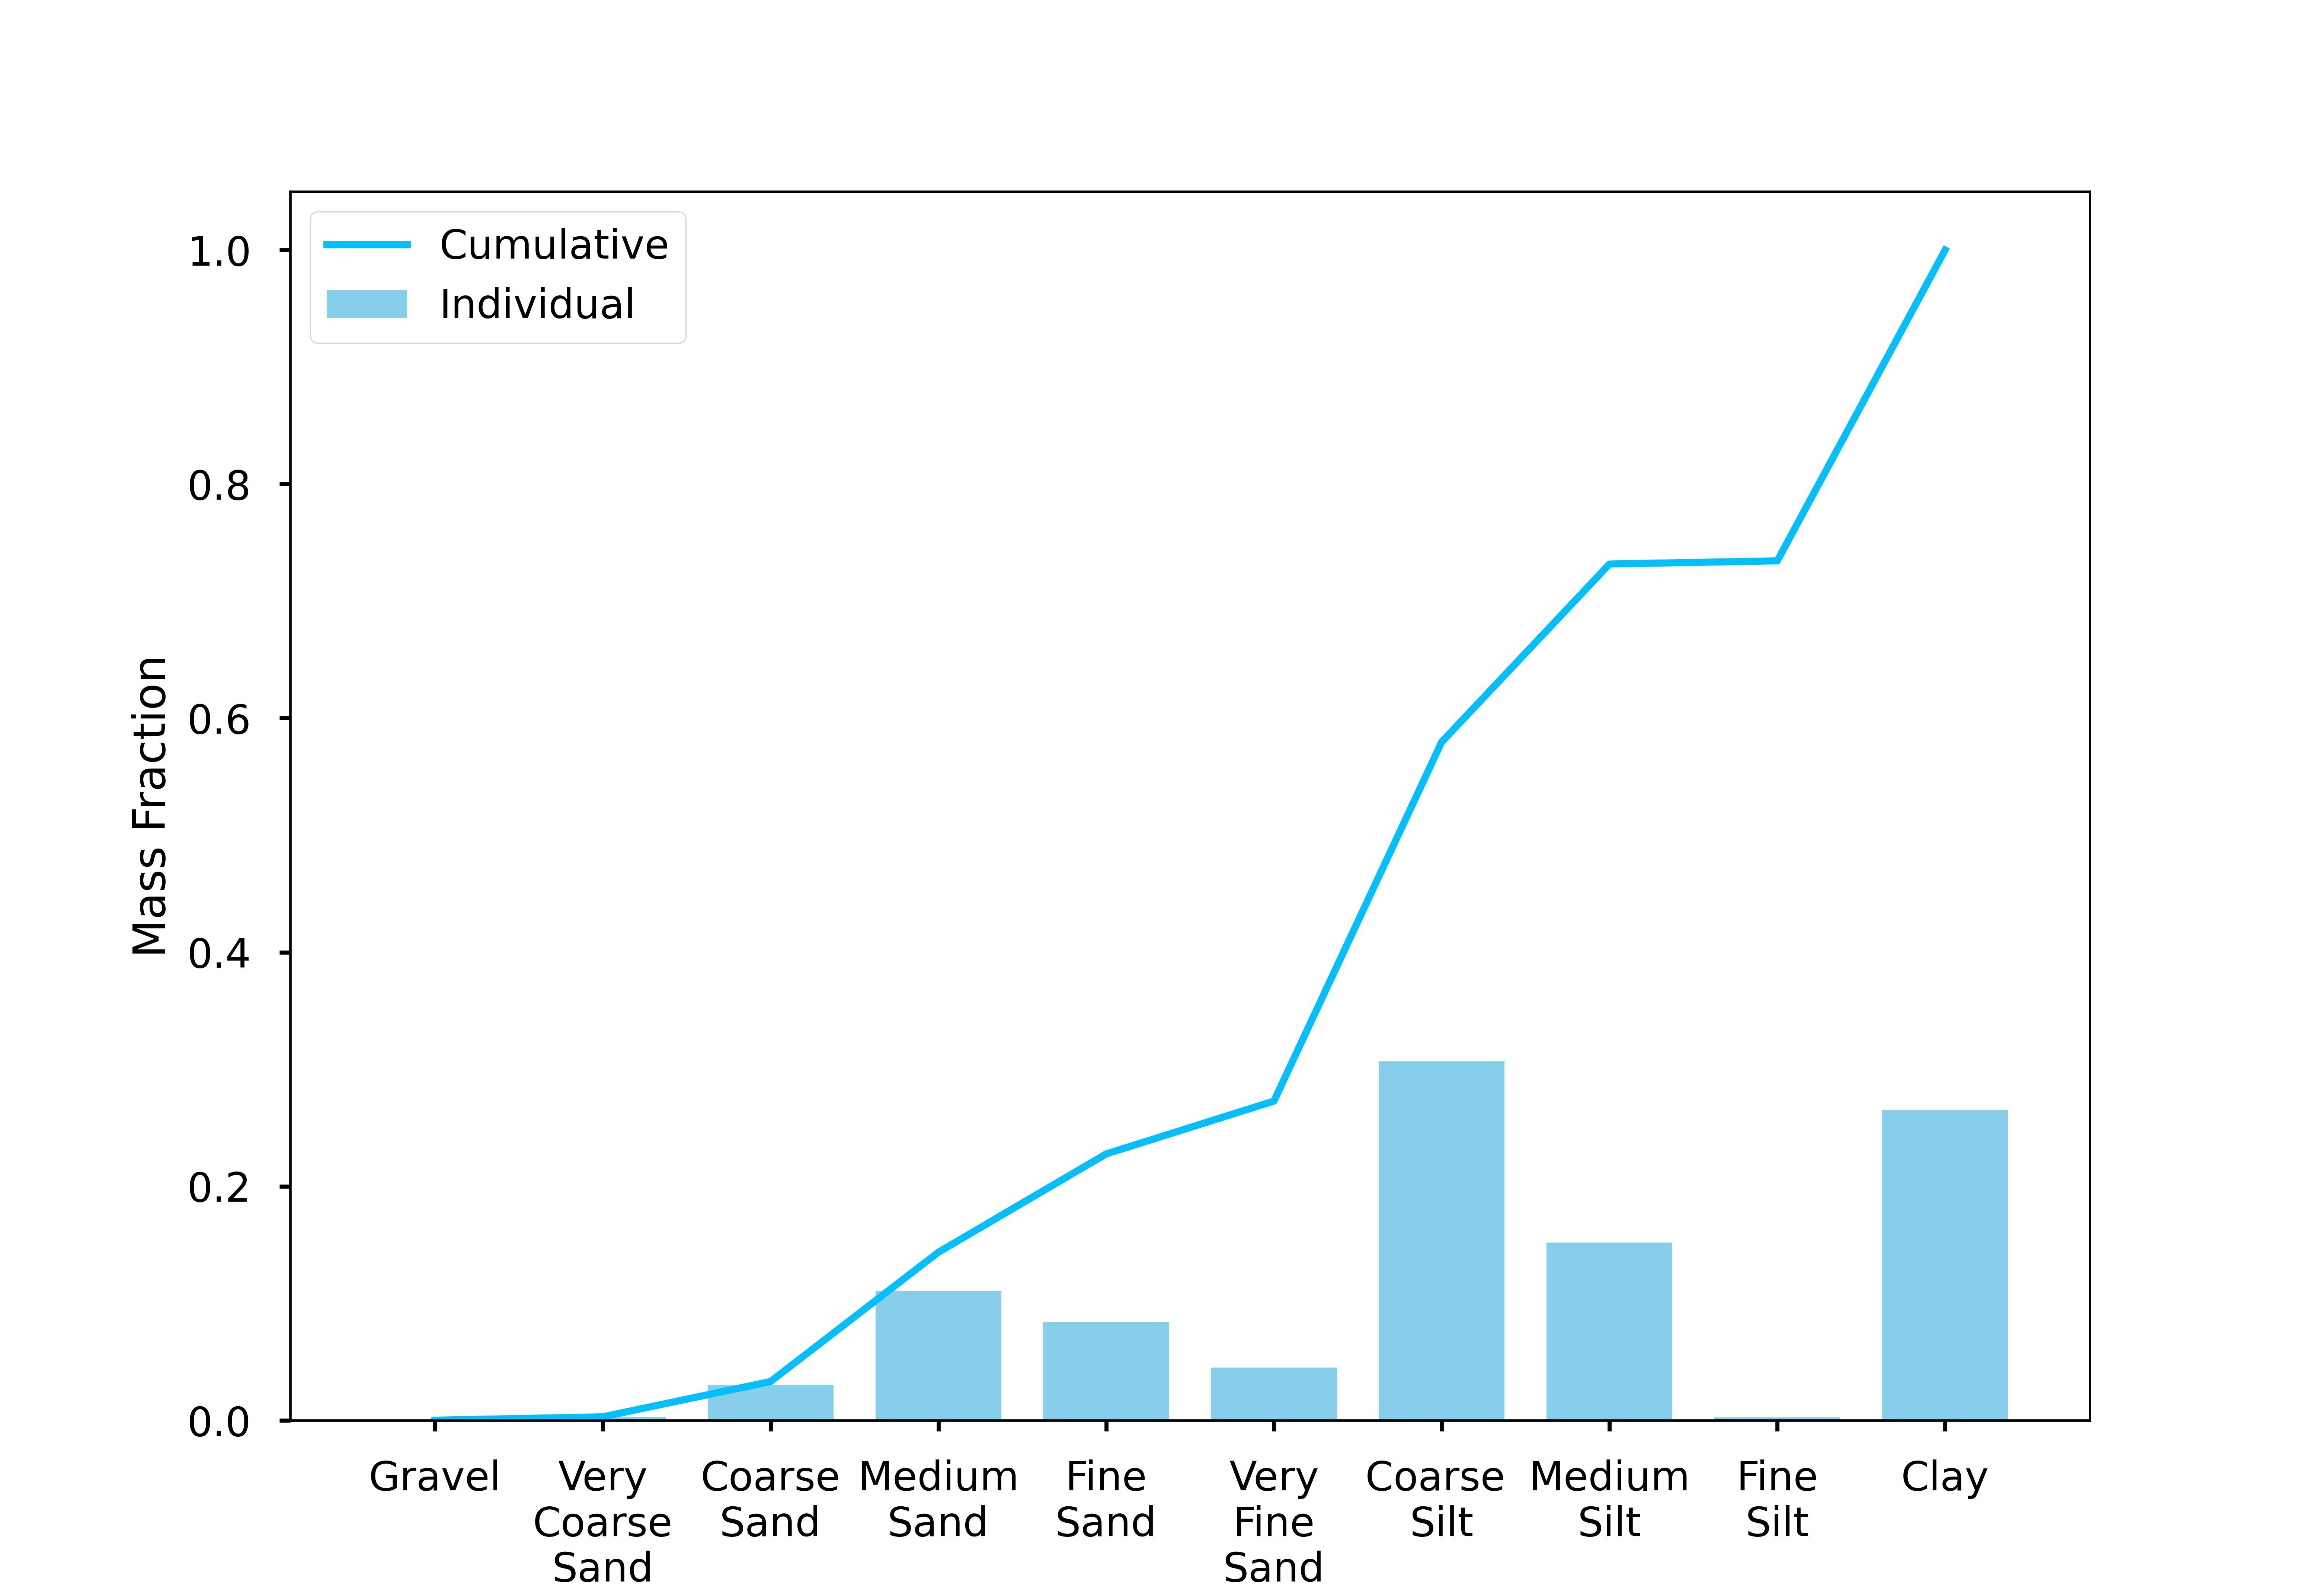 Cumulative
Individual
1.0
0.8
0.6
0.4
0.2
0.0
Mass Fraction
Gravel
Very
Coarse
Sand
Coarse
Sand
Medium
Sand
Fine
Sand
Very
Fine
Sand
Coarse
Silt
Medium
Silt
Fine
Silt
Clay